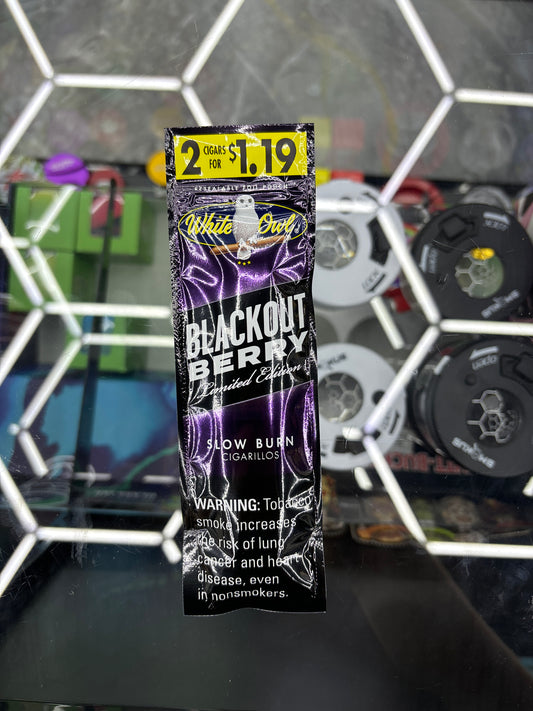 2 CIGARS FOR $1.19
RESEALABLE FOIL POUCH
White Owl
BLACKOUT
BERRY
Limited Edition
SLOW BURN
CIGARILLOS
WARNING: Tobacco
smoke increases
the risk of lung
cancer and heart
disease, even
in nonsmokers.